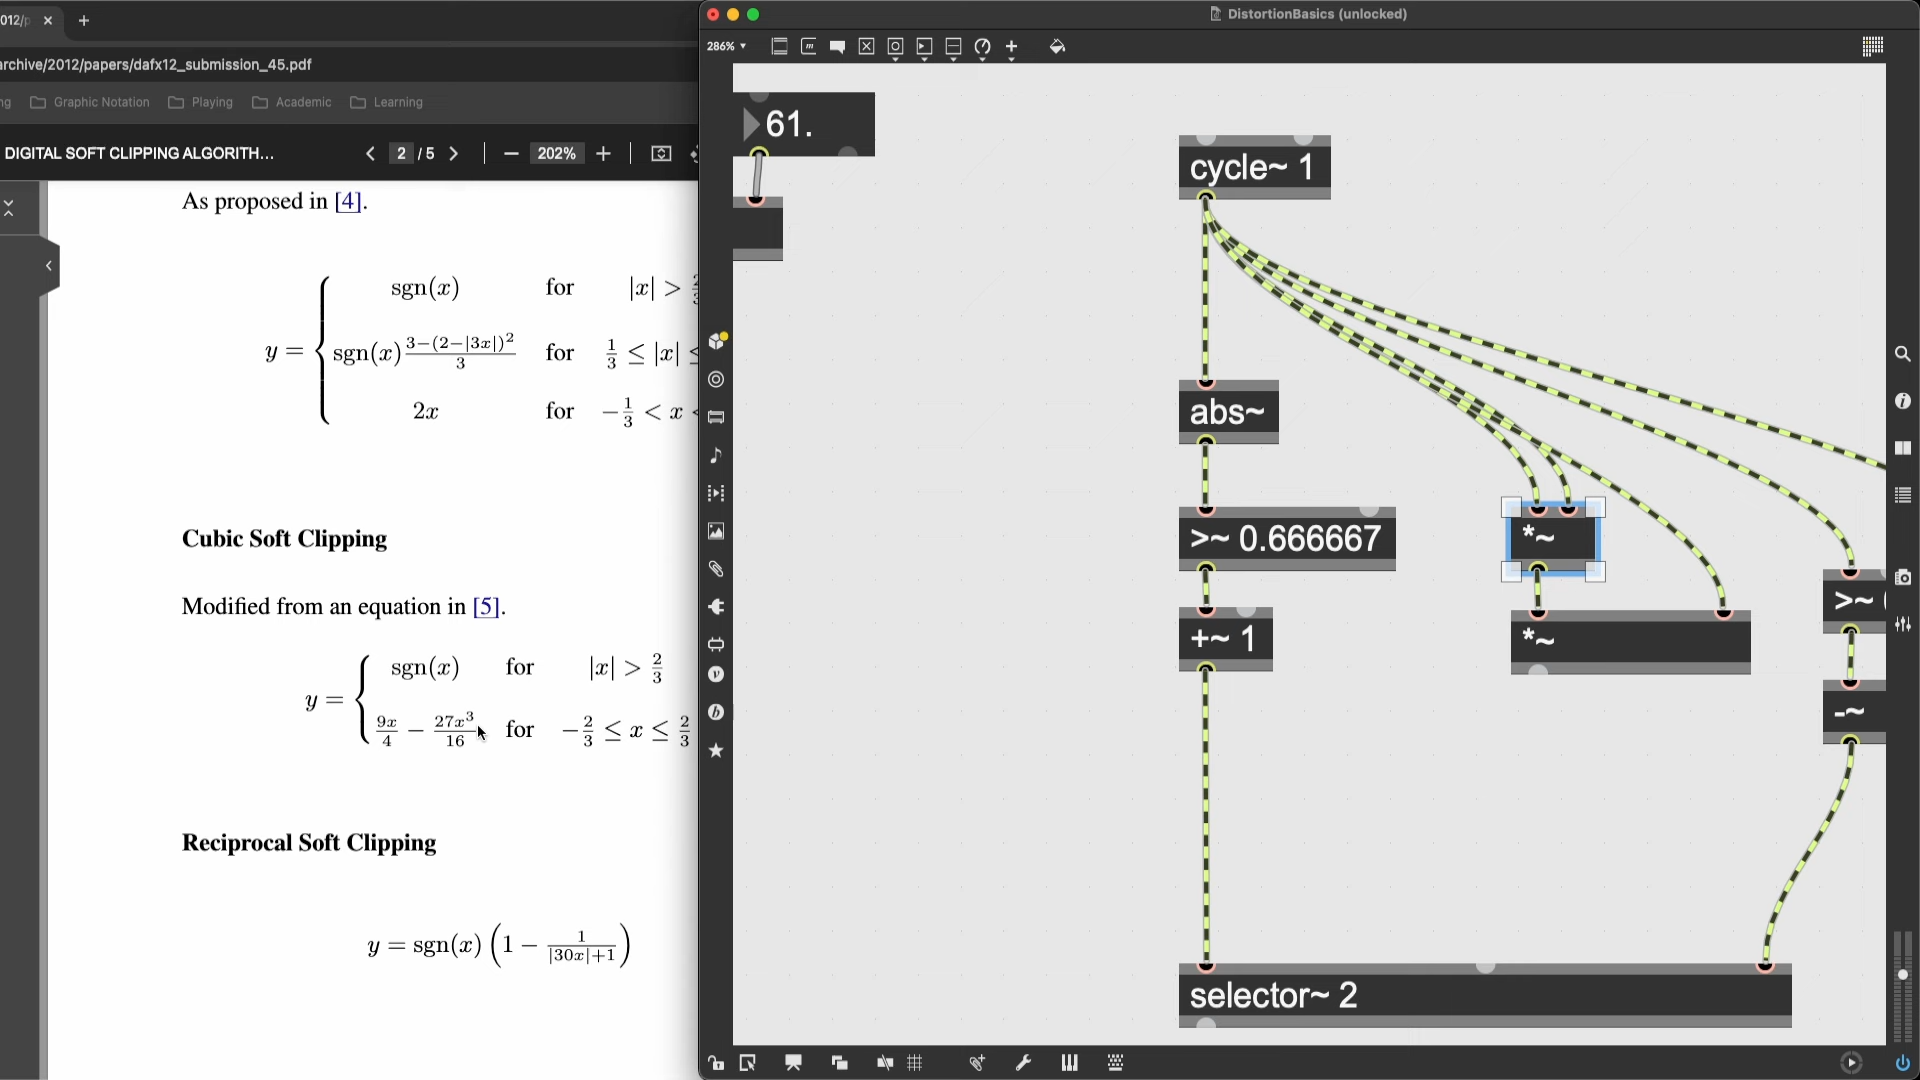 012/p
DistortionBasics (unlocked)
archive/2012/papers/dafx12_submission_45.pdf
286%
Graphic Notation
Playing
Academic
Learning
DIGITAL SOFT CLIPPING ALGORITH...
2 / 5
202%
As proposed in [4].
sgn(x) for |x| >
y = sgn(x) 3−(2−|3x|)² / 3 for 1/3 ≤ |x| ≤
2x for −1/3 < x <
Cubic Soft Clipping
Modified from an equation in [5].
sgn(x) for |x| > 2/3
y = 9x/4 − 27x³/16 for −2/3 ≤ x ≤ 2/3
Reciprocal Soft Clipping
y = sgn(x) (1 − 1/|30x|+1)
61.
cycle~ 1
abs~
>~ 0.666667
*~
>~
+~ 1
*~
-~
selector~ 2